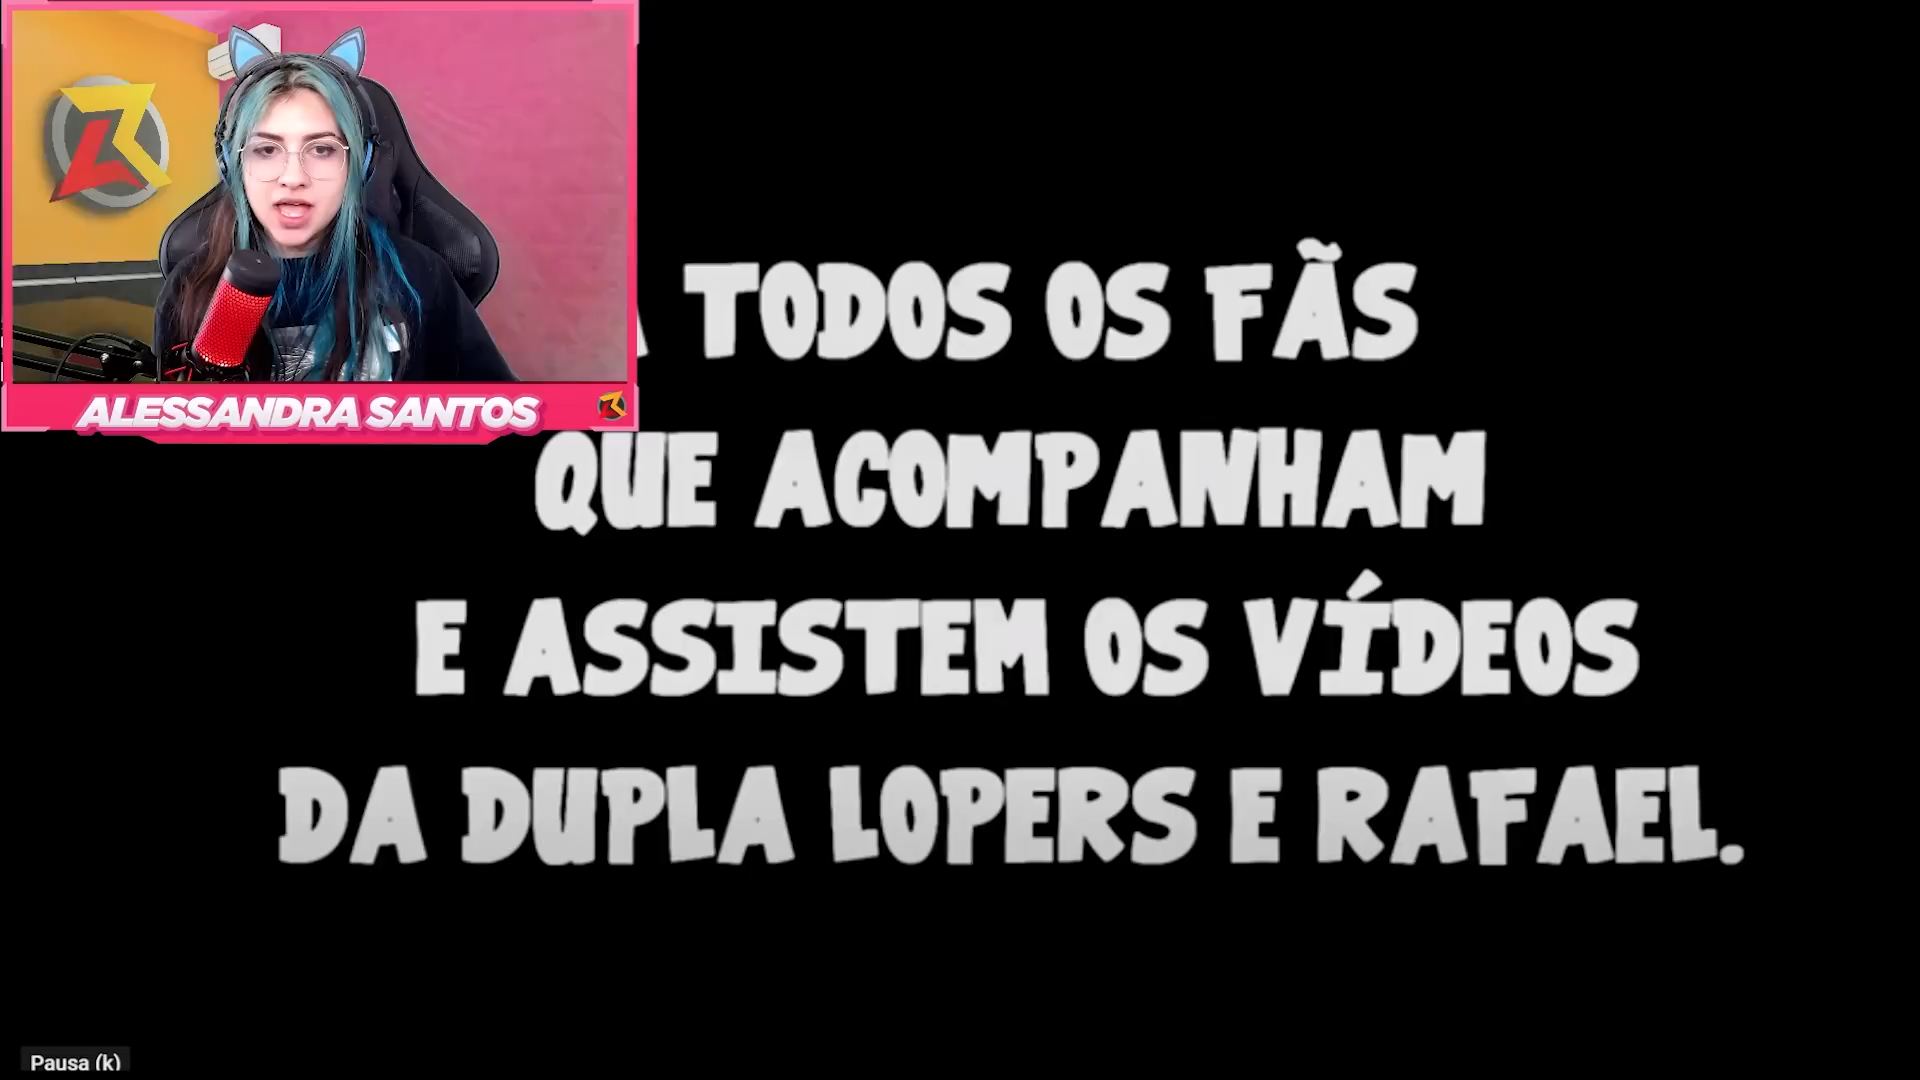 A TODOS OS FÃS
QUE ACOMPANHAM
E ASSISTEM OS VÍDEOS
DA DUPLA LOPERS E RAFAEL.
ALESSANDRA SANTOS
Pausa (k)